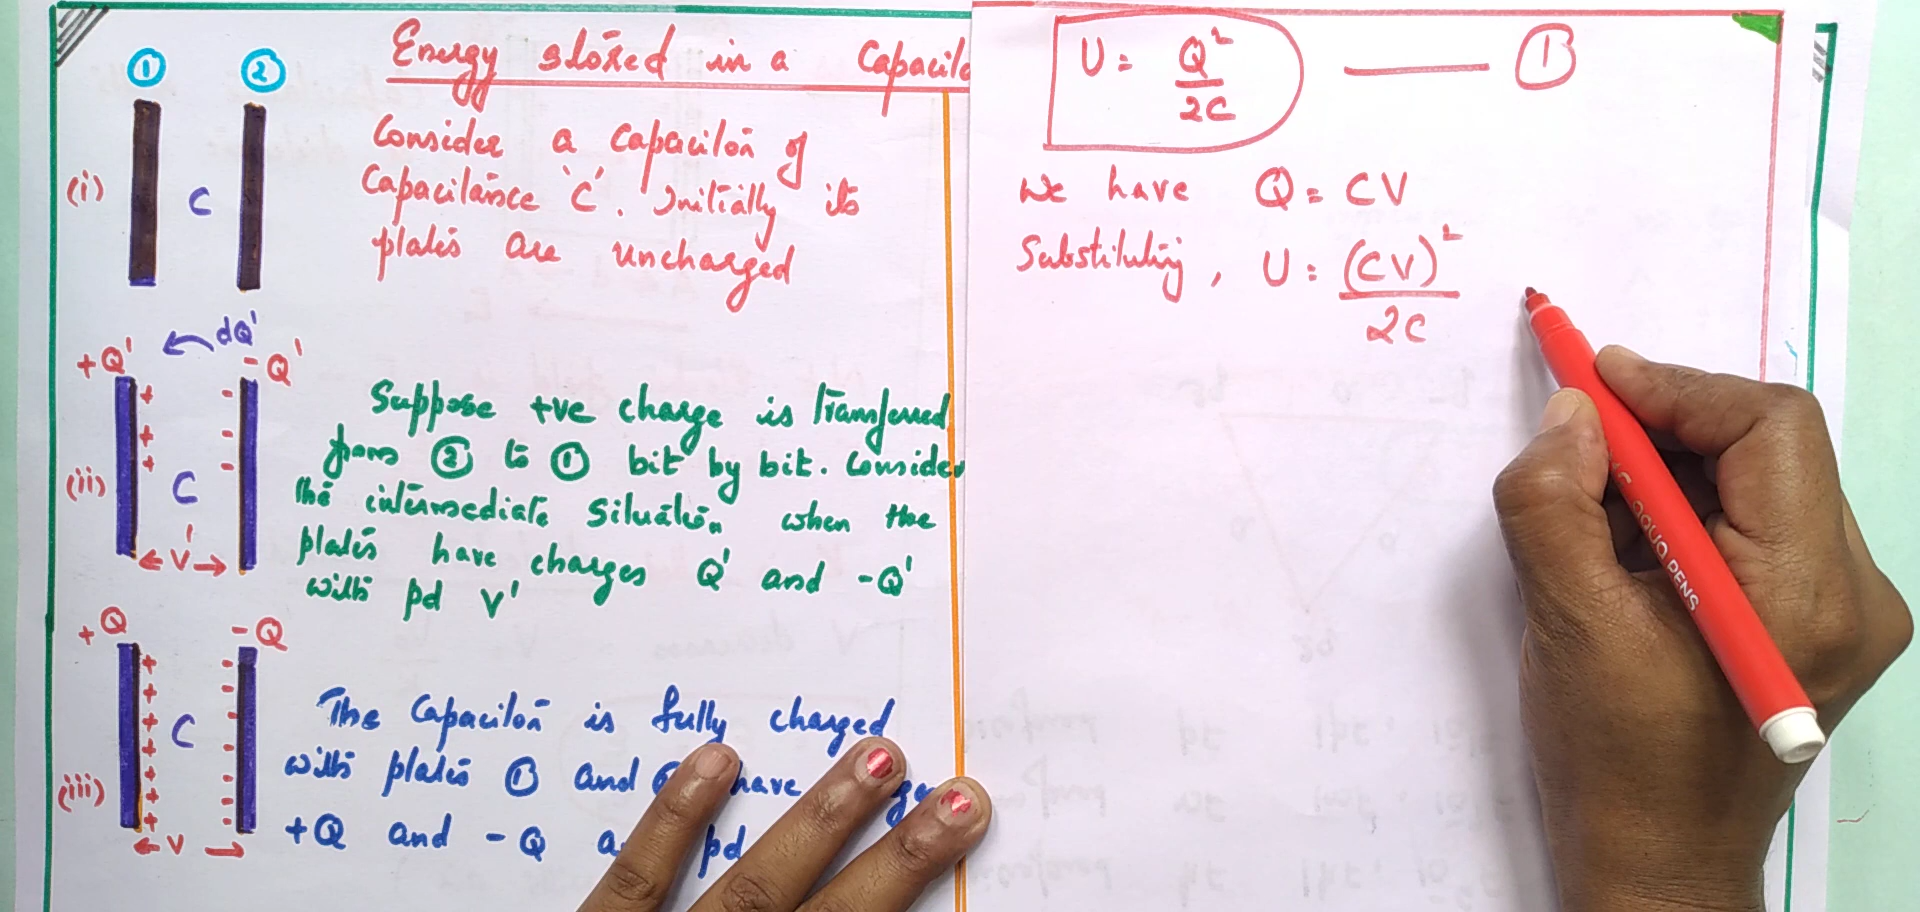 Energy stored in a Capacito
① ②
Consider a capacitor of
Capacitance 'C'. Initially its
plates are uncharged
(i) C
dQ'
+Q' -Q'
+ -
+ -
+ -
(ii) C
V'
Suppose +ve charge is transferred
from ② to ① bit by bit. Consider
the intermediate situation when the
plates have charges Q' and -Q'
with pd V'
+Q -Q
+ -
+ -
+ -
+ -
+ -
+ -
+ -
(iii) C
V
The Capacitor is fully charged
with plates ① and have
+Q and -Q pd
U = Q²
2C
①
We have Q = CV
Substituting, U = (CV)²
2C
AQUA PENS